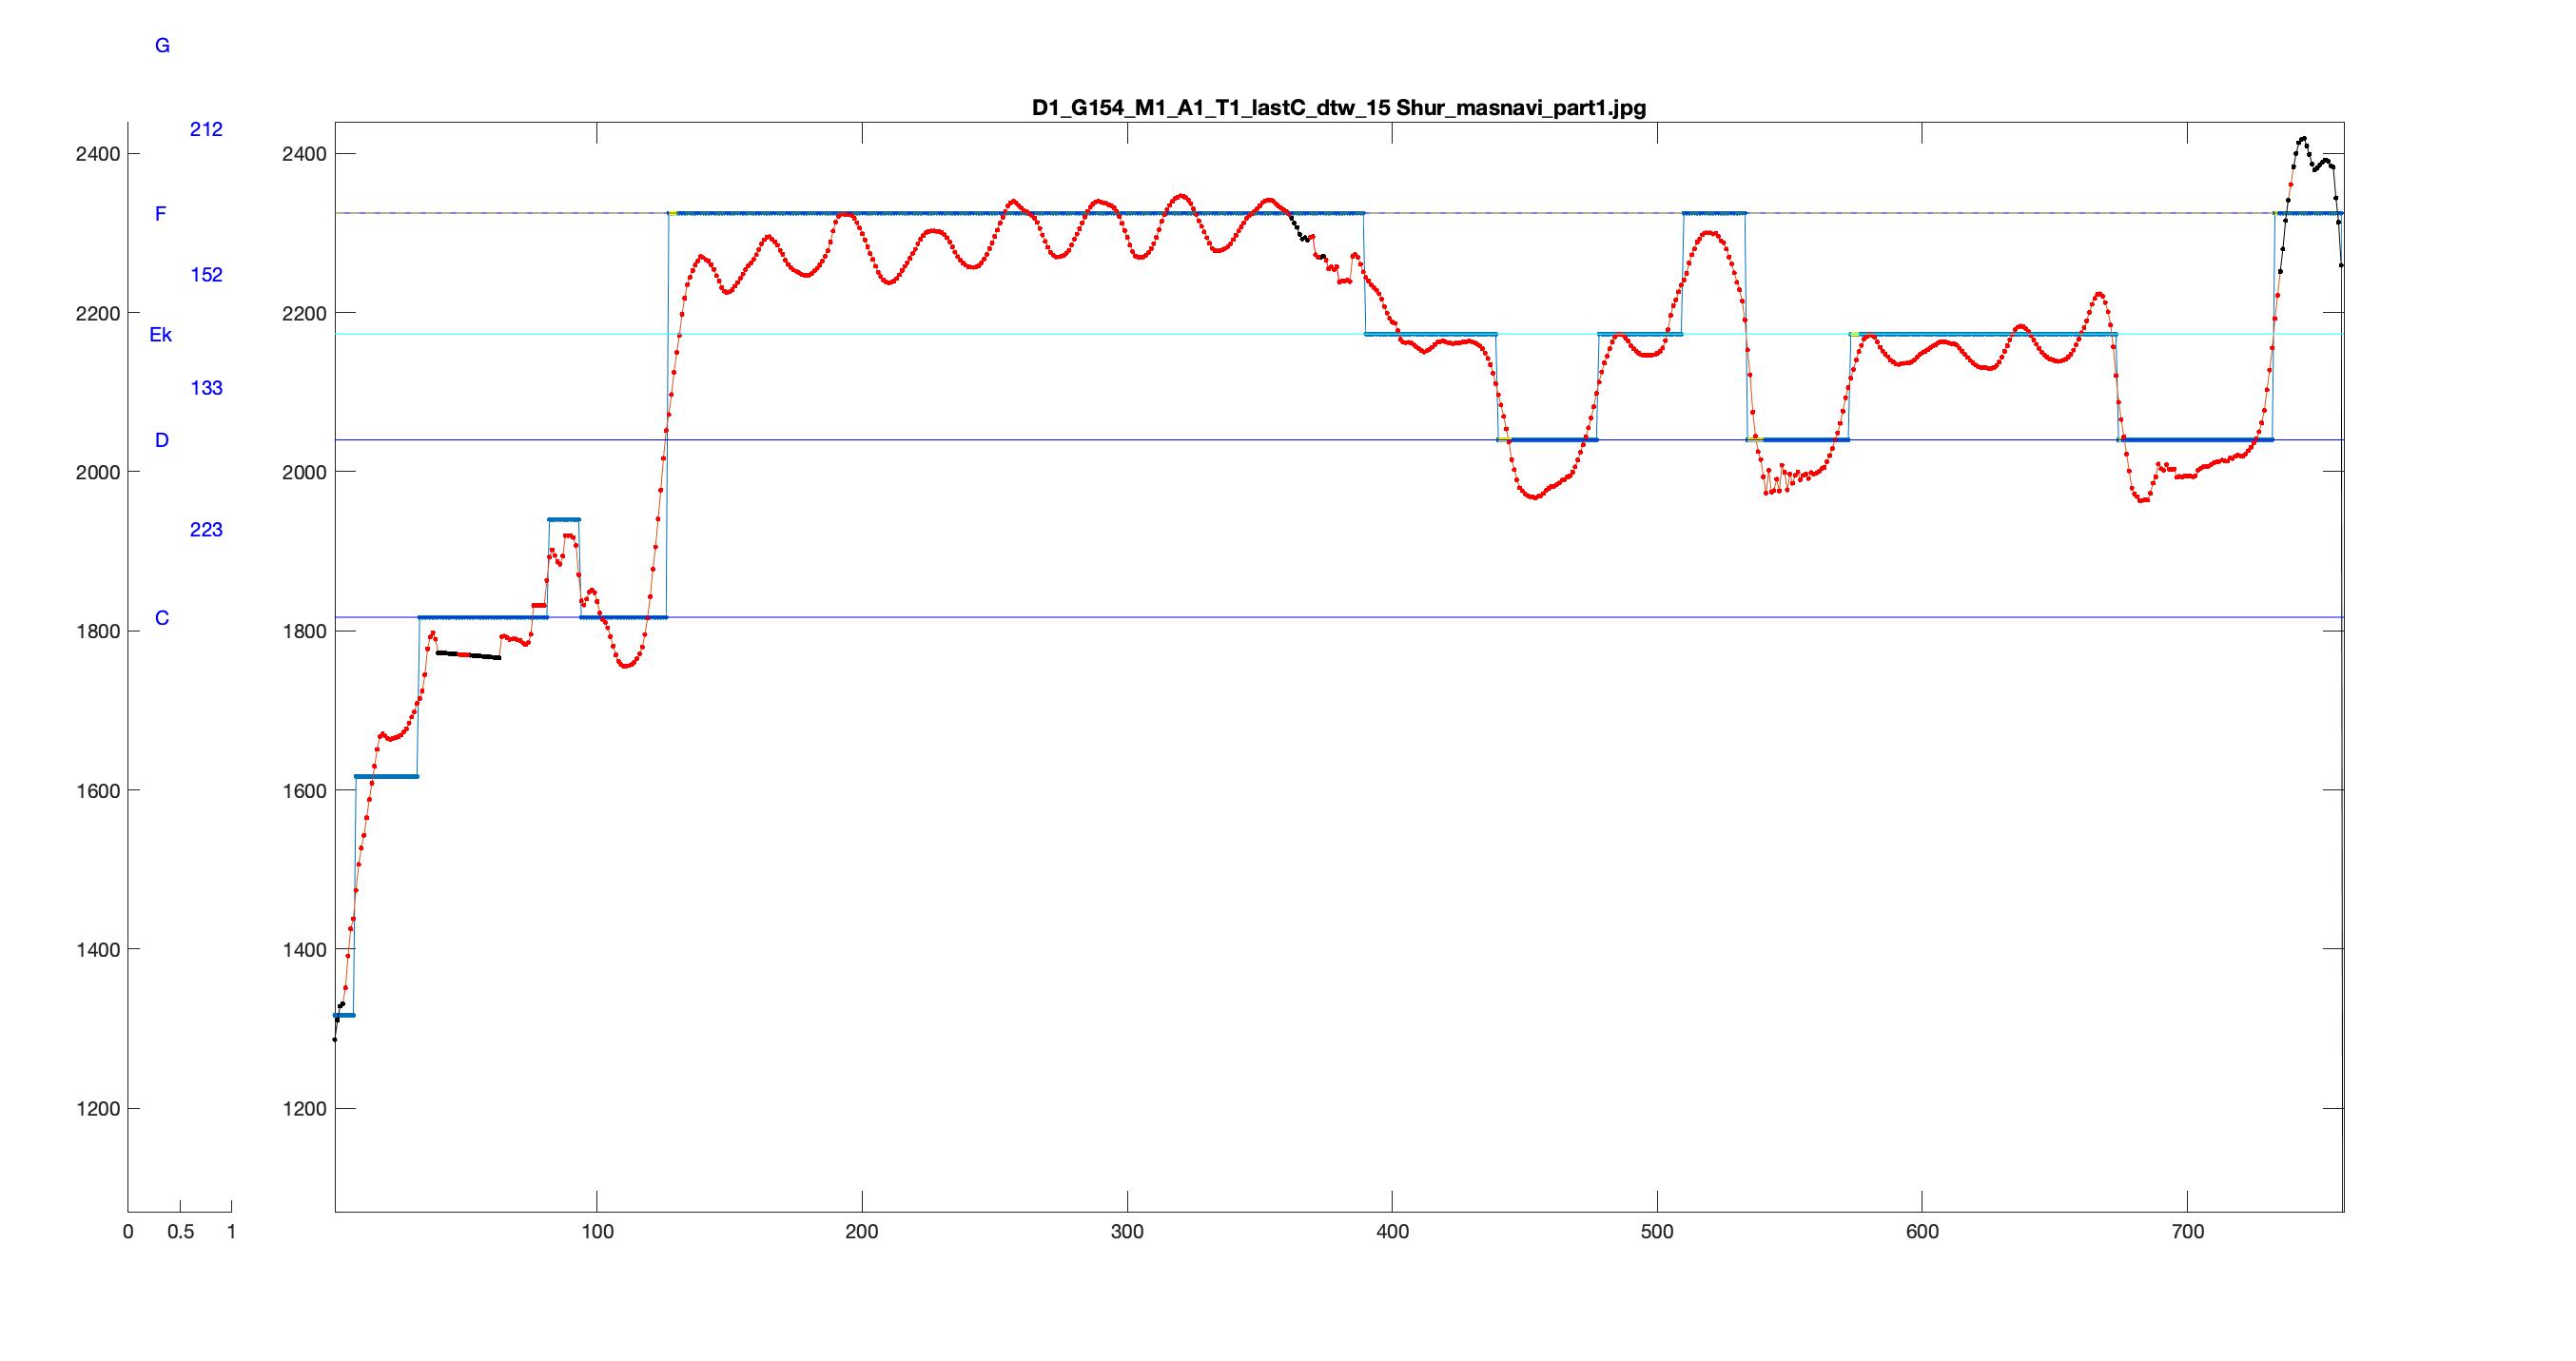 G
D1_G154_M1_A1_T1_lastC_dtw_15 Shur_masnavi_part1.jpg
212
2400 2400
F
152
2200 Ek 2200
133
D
2000 2000
223
1800 C 1800
1600 1600
1400 1400
1200 1200
0 0.5 1 100 200 300 400 500 600 700